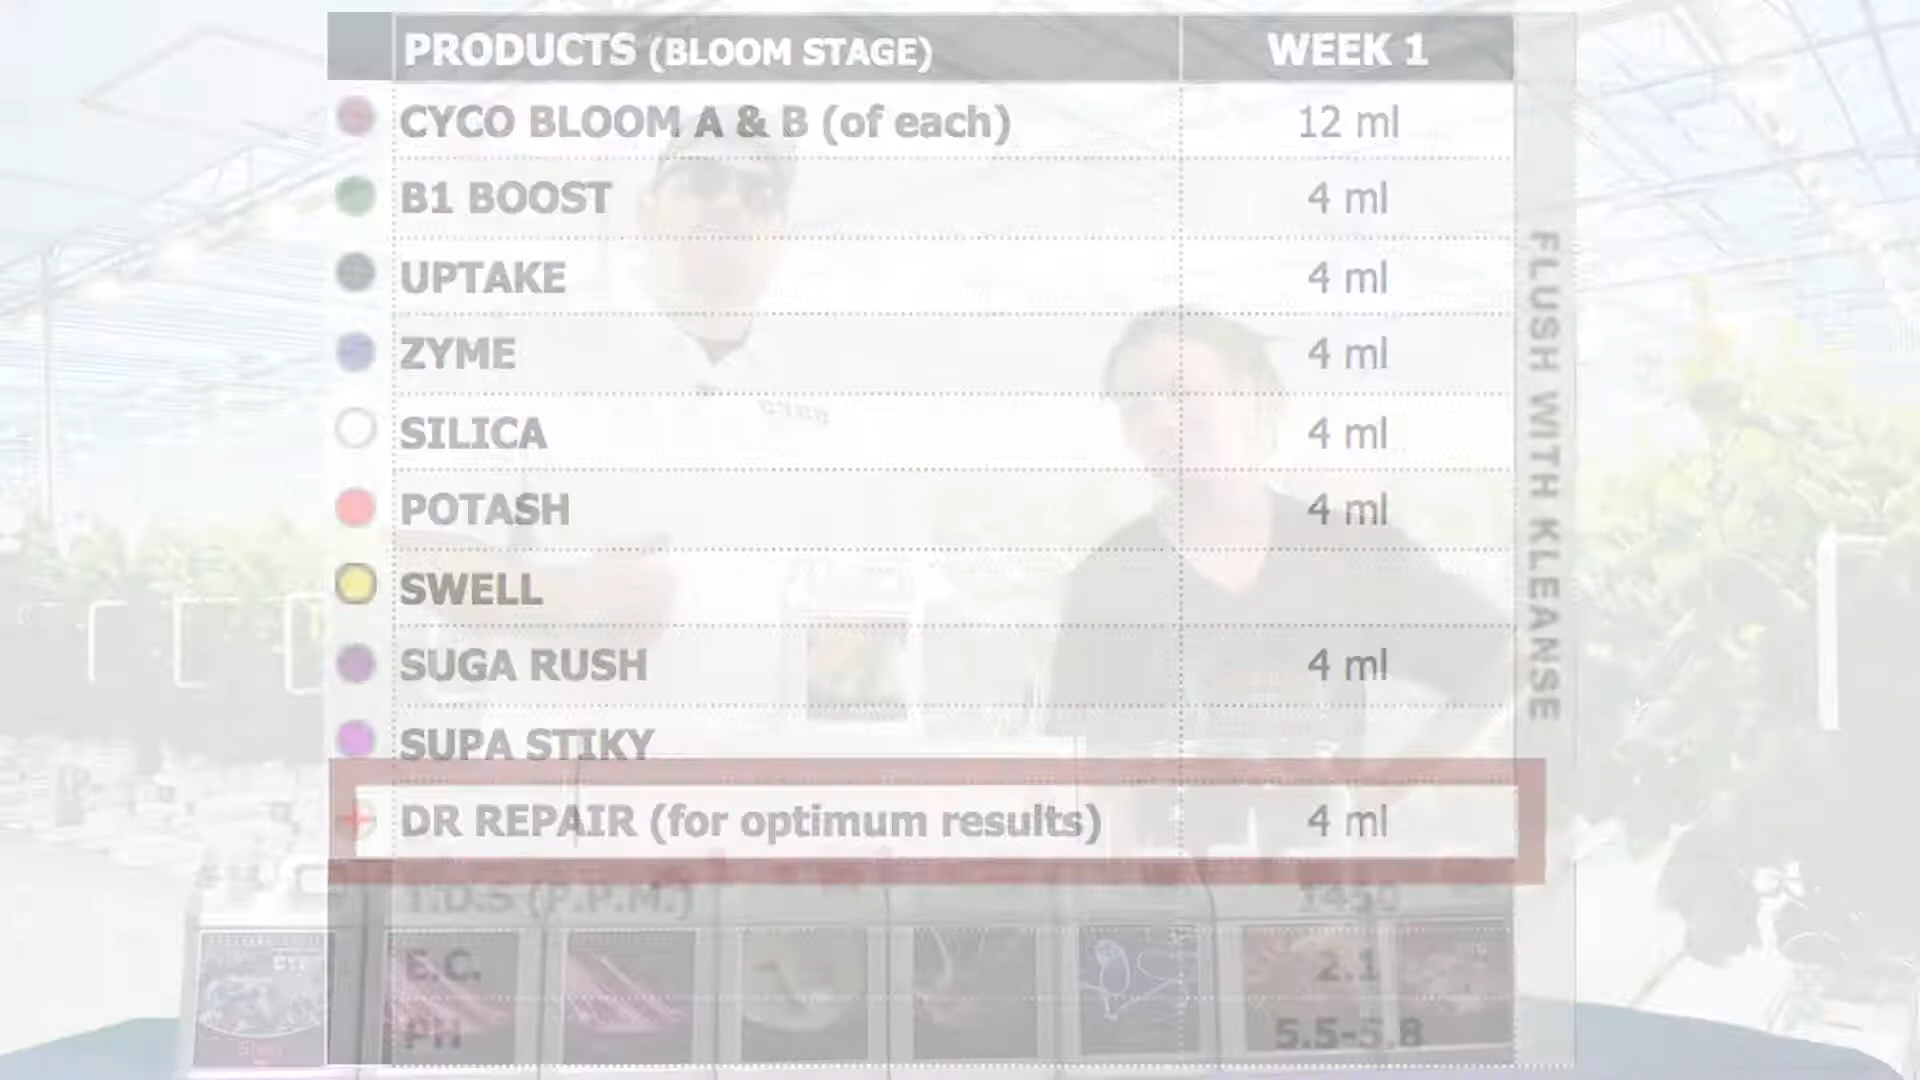 PRODUCTS (BLOOM STAGE) WEEK 1
CYCO BLOOM A & B (of each) 12 ml
B1 BOOST 4 ml
UPTAKE 4 ml
ZYME 4 ml
SILICA 4 ml
POTASH 4 ml
SWELL
SUGA RUSH 4 ml
SUPA STIKY
DR REPAIR (for optimum results) 4 ml
T.D.S (P.P.M.) 1450
E.C. 2.1
PH 5.5-5.8
FLUSH WITH KLEANSE